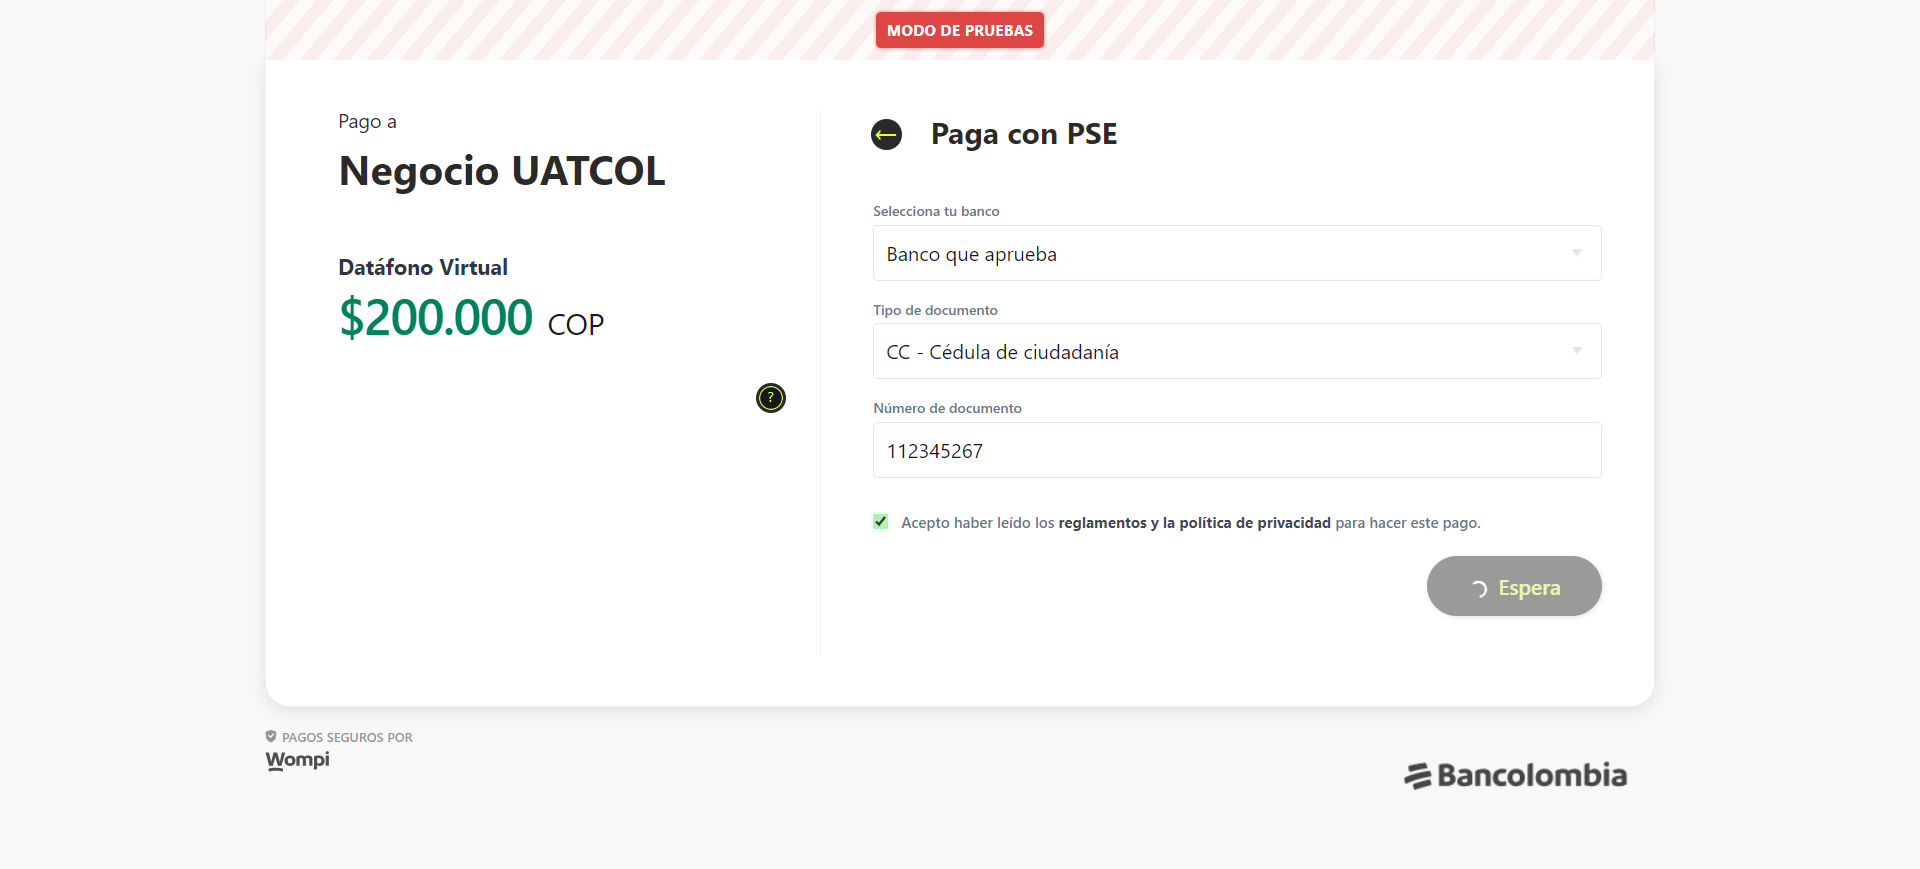 MODO DE PRUEBAS
Pago a
Negocio UATCOL
Datáfono Virtual
$200.000 COP
?
Paga con PSE
Selecciona tu banco
Banco que aprueba
Tipo de documento
CC - Cédula de ciudadanía
Número de documento
112345267
Acepto haber leído los reglamentos y la política de privacidad para hacer este pago.
Espera
PAGOS SEGUROS POR
Wompi
Bancolombia